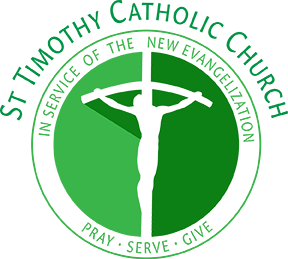 ST TIMOTHY CATHOLIC CHURCH
IN SERVICE OF THE NEW EVANGELIZATION
PRAY · SERVE · GIVE